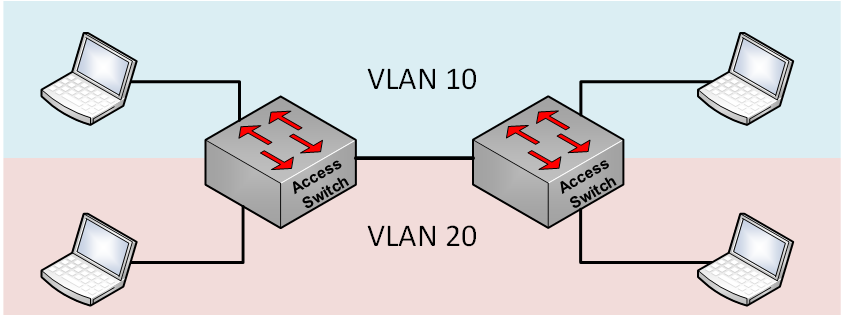 VLAN 10
Access
Switch
Access
Switch
VLAN 20